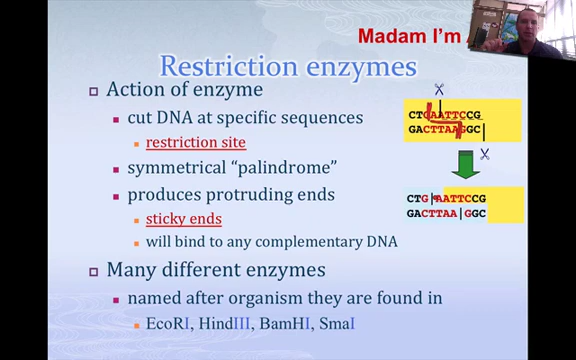 Madam I'm A
Restriction enzymes
Action of enzyme
cut DNA at specific sequences
restriction site
symmetrical “palindrome”
produces protruding ends
sticky ends
will bind to any complementary DNA
Many different enzymes
named after organism they are found in
EcoRI, HindIII, BamHI, SmaI
CTGAATTCCG
GACTTAAGGC
CTG|AATTCCG
GACTTAA|GGC